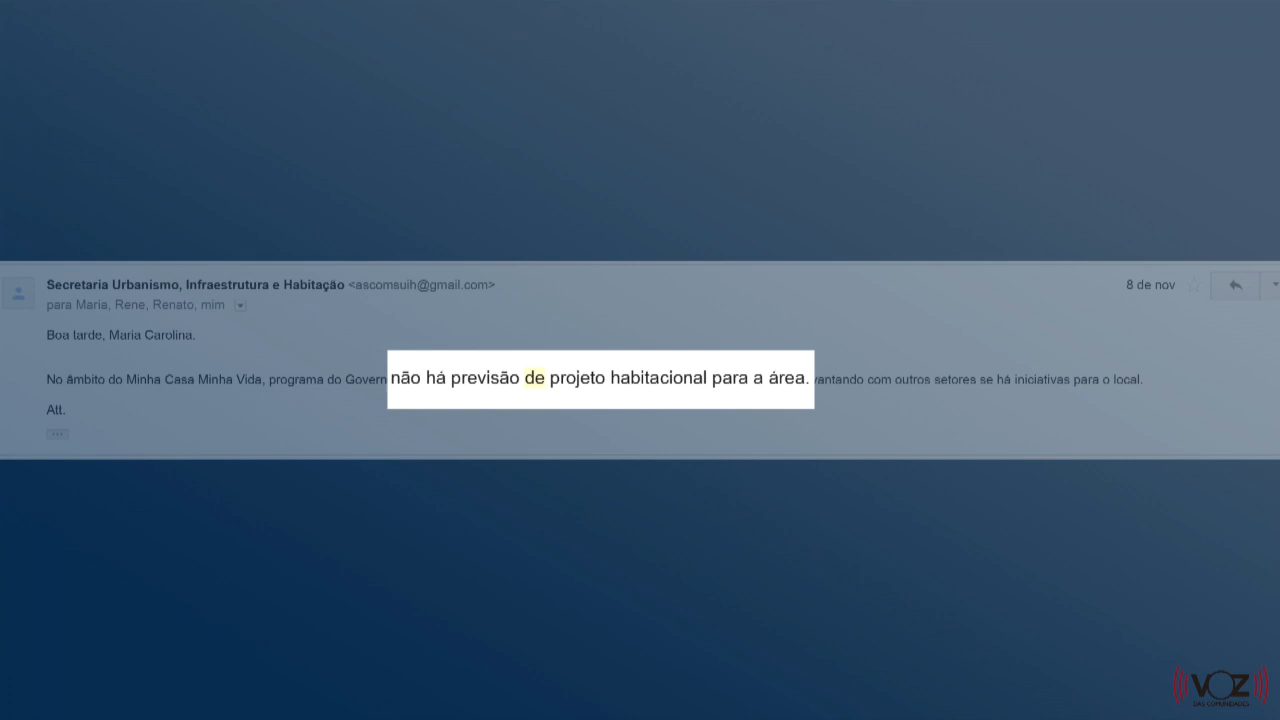 Secretaria Urbanismo, Infraestrutura e Habitação <ascomsuih@gmail.com>
8 de nov
para Maria, Rene, Renato, mim
Boa tarde, Maria Carolina.
No âmbito do Minha Casa Minha Vida, programa do Govern não há previsão de projeto habitacional para a área. vantando com outros setores se há iniciativas para o local.
Att.
VOZ
DAS COMUNIDADES